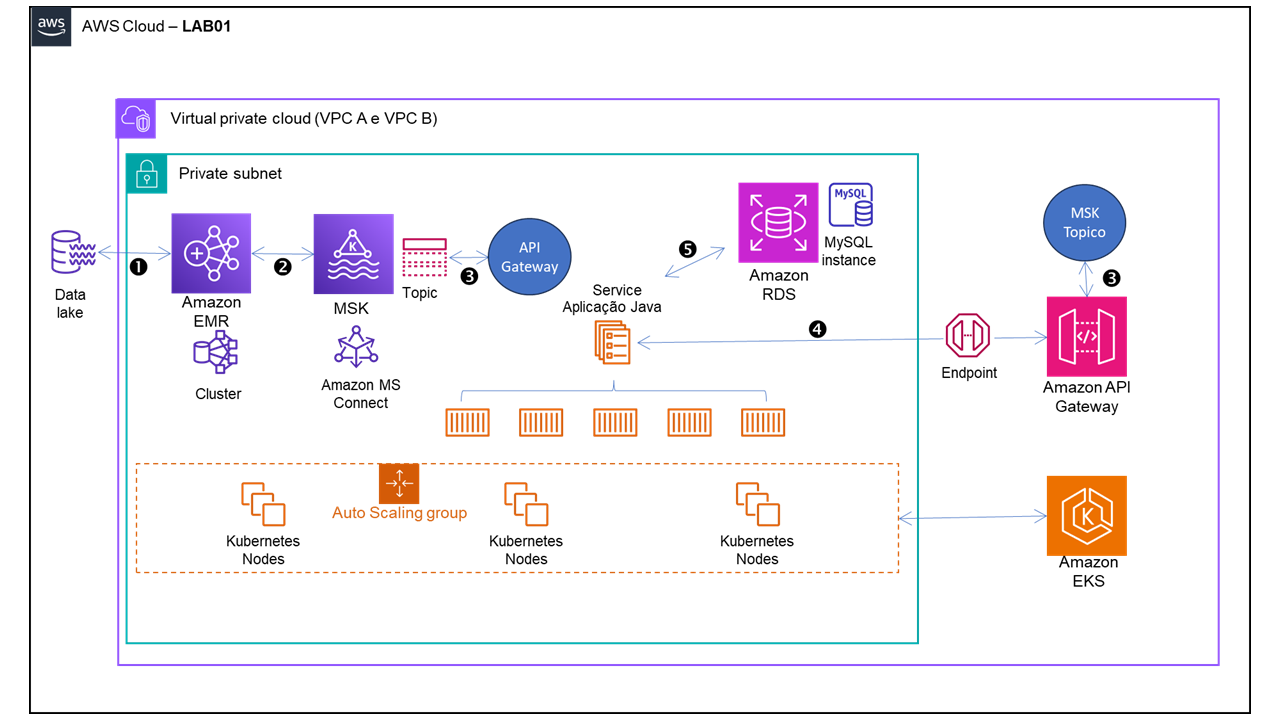 aws
AWS Cloud – LAB01
Virtual private cloud (VPC A e VPC B)
Private subnet
Data
lake
❶
Amazon
EMR
Cluster
❷
K
MSK
Amazon MS
Connect
Topic
❸
API
Gateway
Service
Aplicação Java
❺
Amazon
RDS
MySQL
MySQL
instance
❹
Endpoint
MSK
Topico
❸
</>
Amazon API
Gateway
Auto Scaling group
Kubernetes
Nodes
Kubernetes
Nodes
Kubernetes
Nodes
K
Amazon
EKS